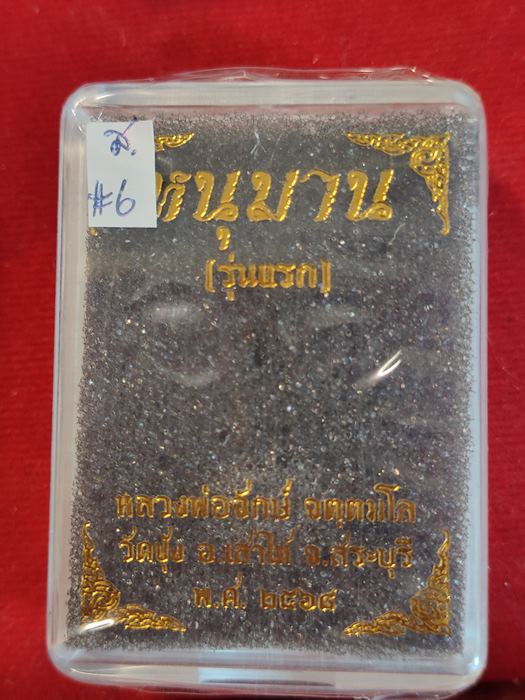 ส.
#6
หนุมาน
(รุ่นแรก)
หลวงพ่อจักษ์ จตฺตมโล
วัดชุ้ง อ.เสาไห้ จ.สระบุรี
พ.ศ. ๒๕๖๔